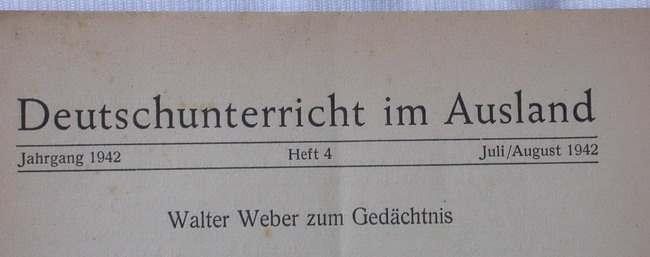 Deutschunterricht im Ausland
Jahrgang 1942 Heft 4 Juli/August 1942
Walter Weber zum Gedächtnis